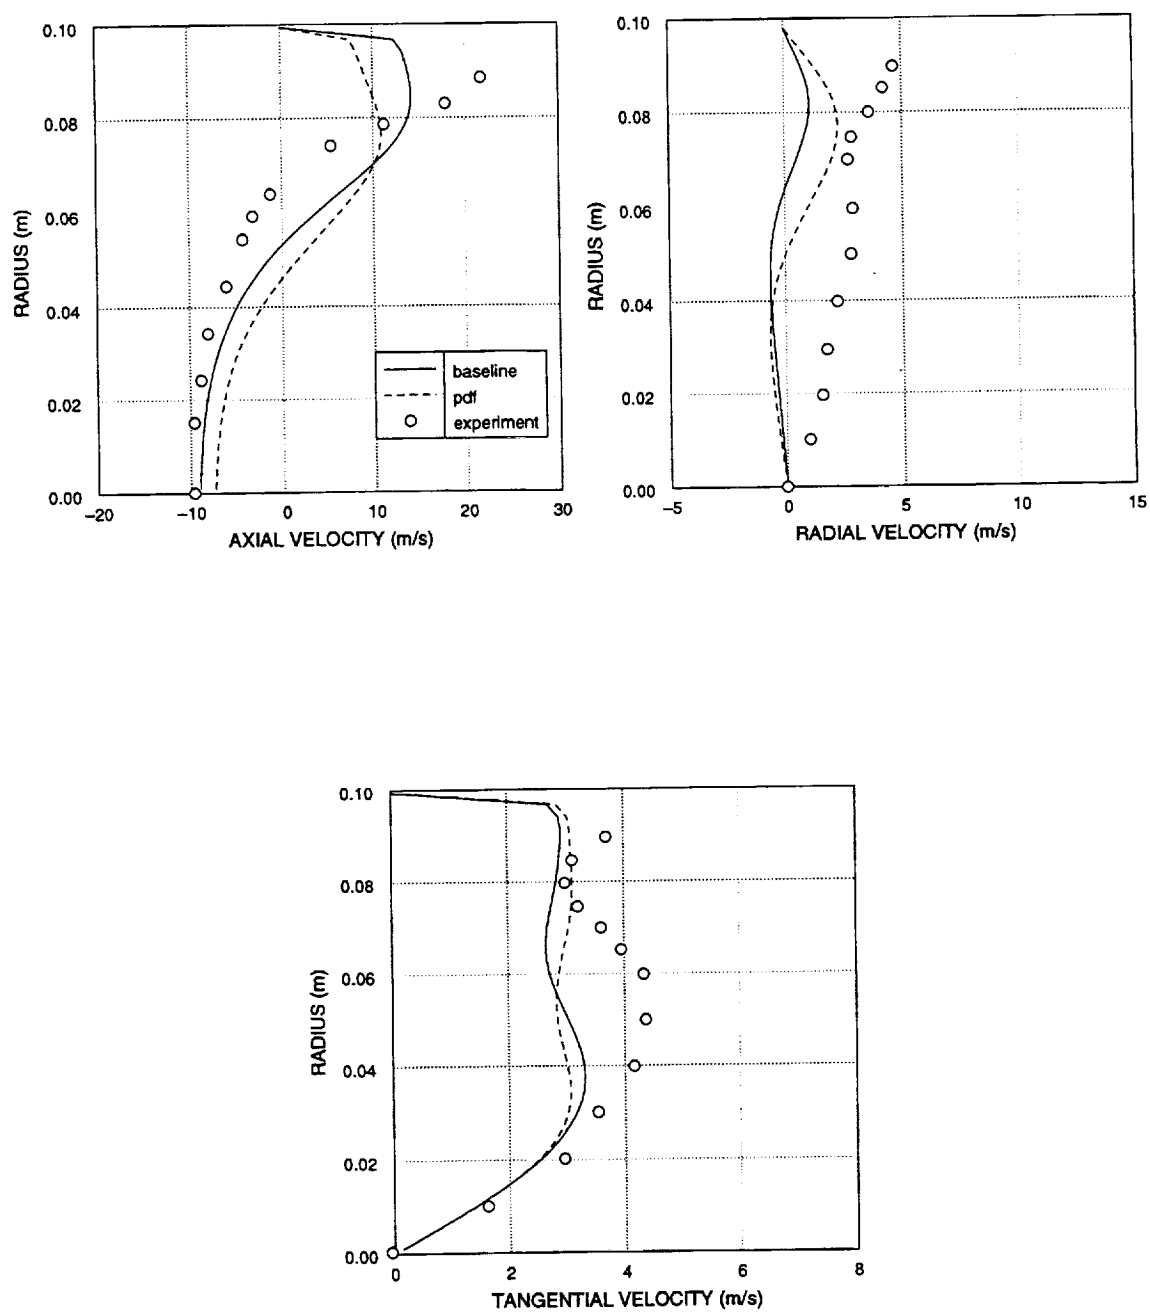 0.10
0.08
0.06
0.04
0.02
0.00
RADIUS (m)
-20 -10 0 10 20 30
AXIAL VELOCITY (m/s)
baseline
pdf
experiment
0.10
0.08
0.06
0.04
0.02
0.00
RADIUS (m)
-5 0 5 10 15
RADIAL VELOCITY (m/s)
0.10
0.08
0.06
0.04
0.02
0.00
RADIUS (m)
0 2 4 6 8
TANGENTIAL VELOCITY (m/s)